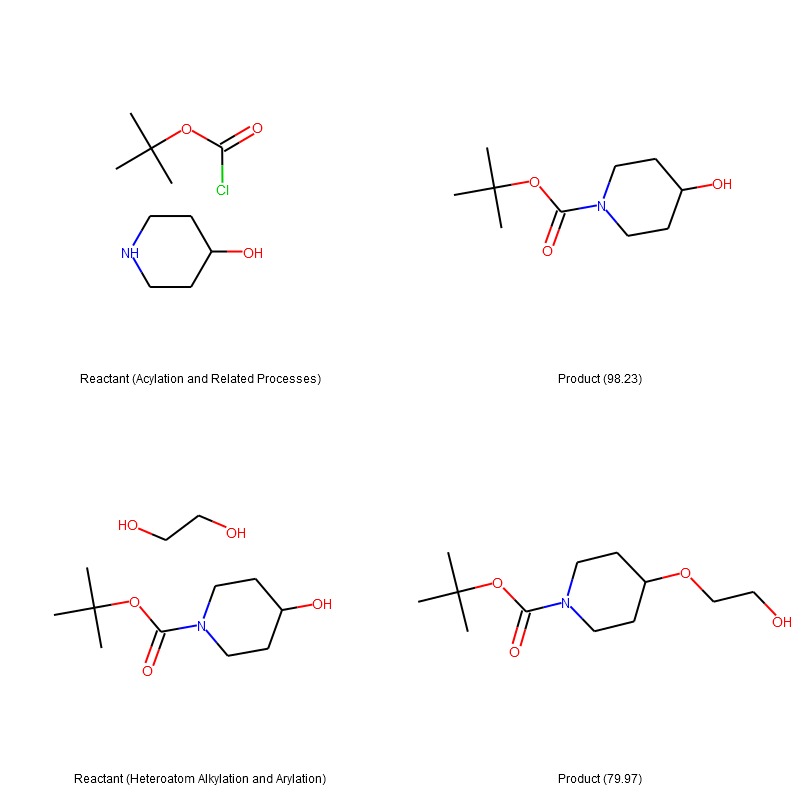 O
O
Cl
NH
OH
Reactant (Acylation and Related Processes)
O
O
N
OH
Product (98.23)
HO
OH
O
O
N
OH
Reactant (Heteroatom Alkylation and Arylation)
O
O
N
O
OH
Product (79.97)